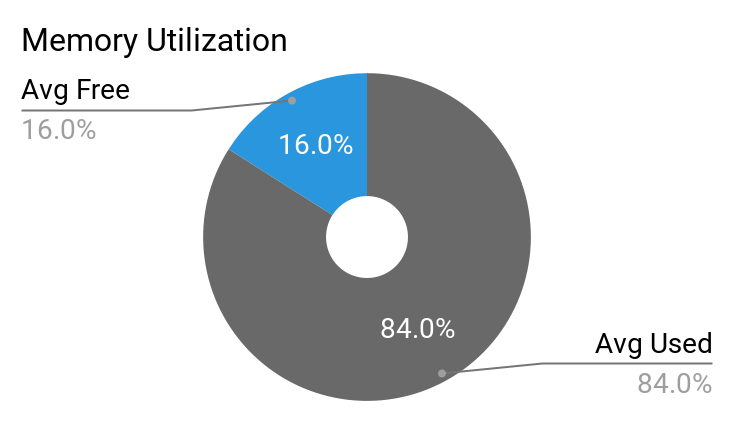 Memory Utilization
Avg Free
16.0%
16.0%
84.0%
Avg Used
84.0%